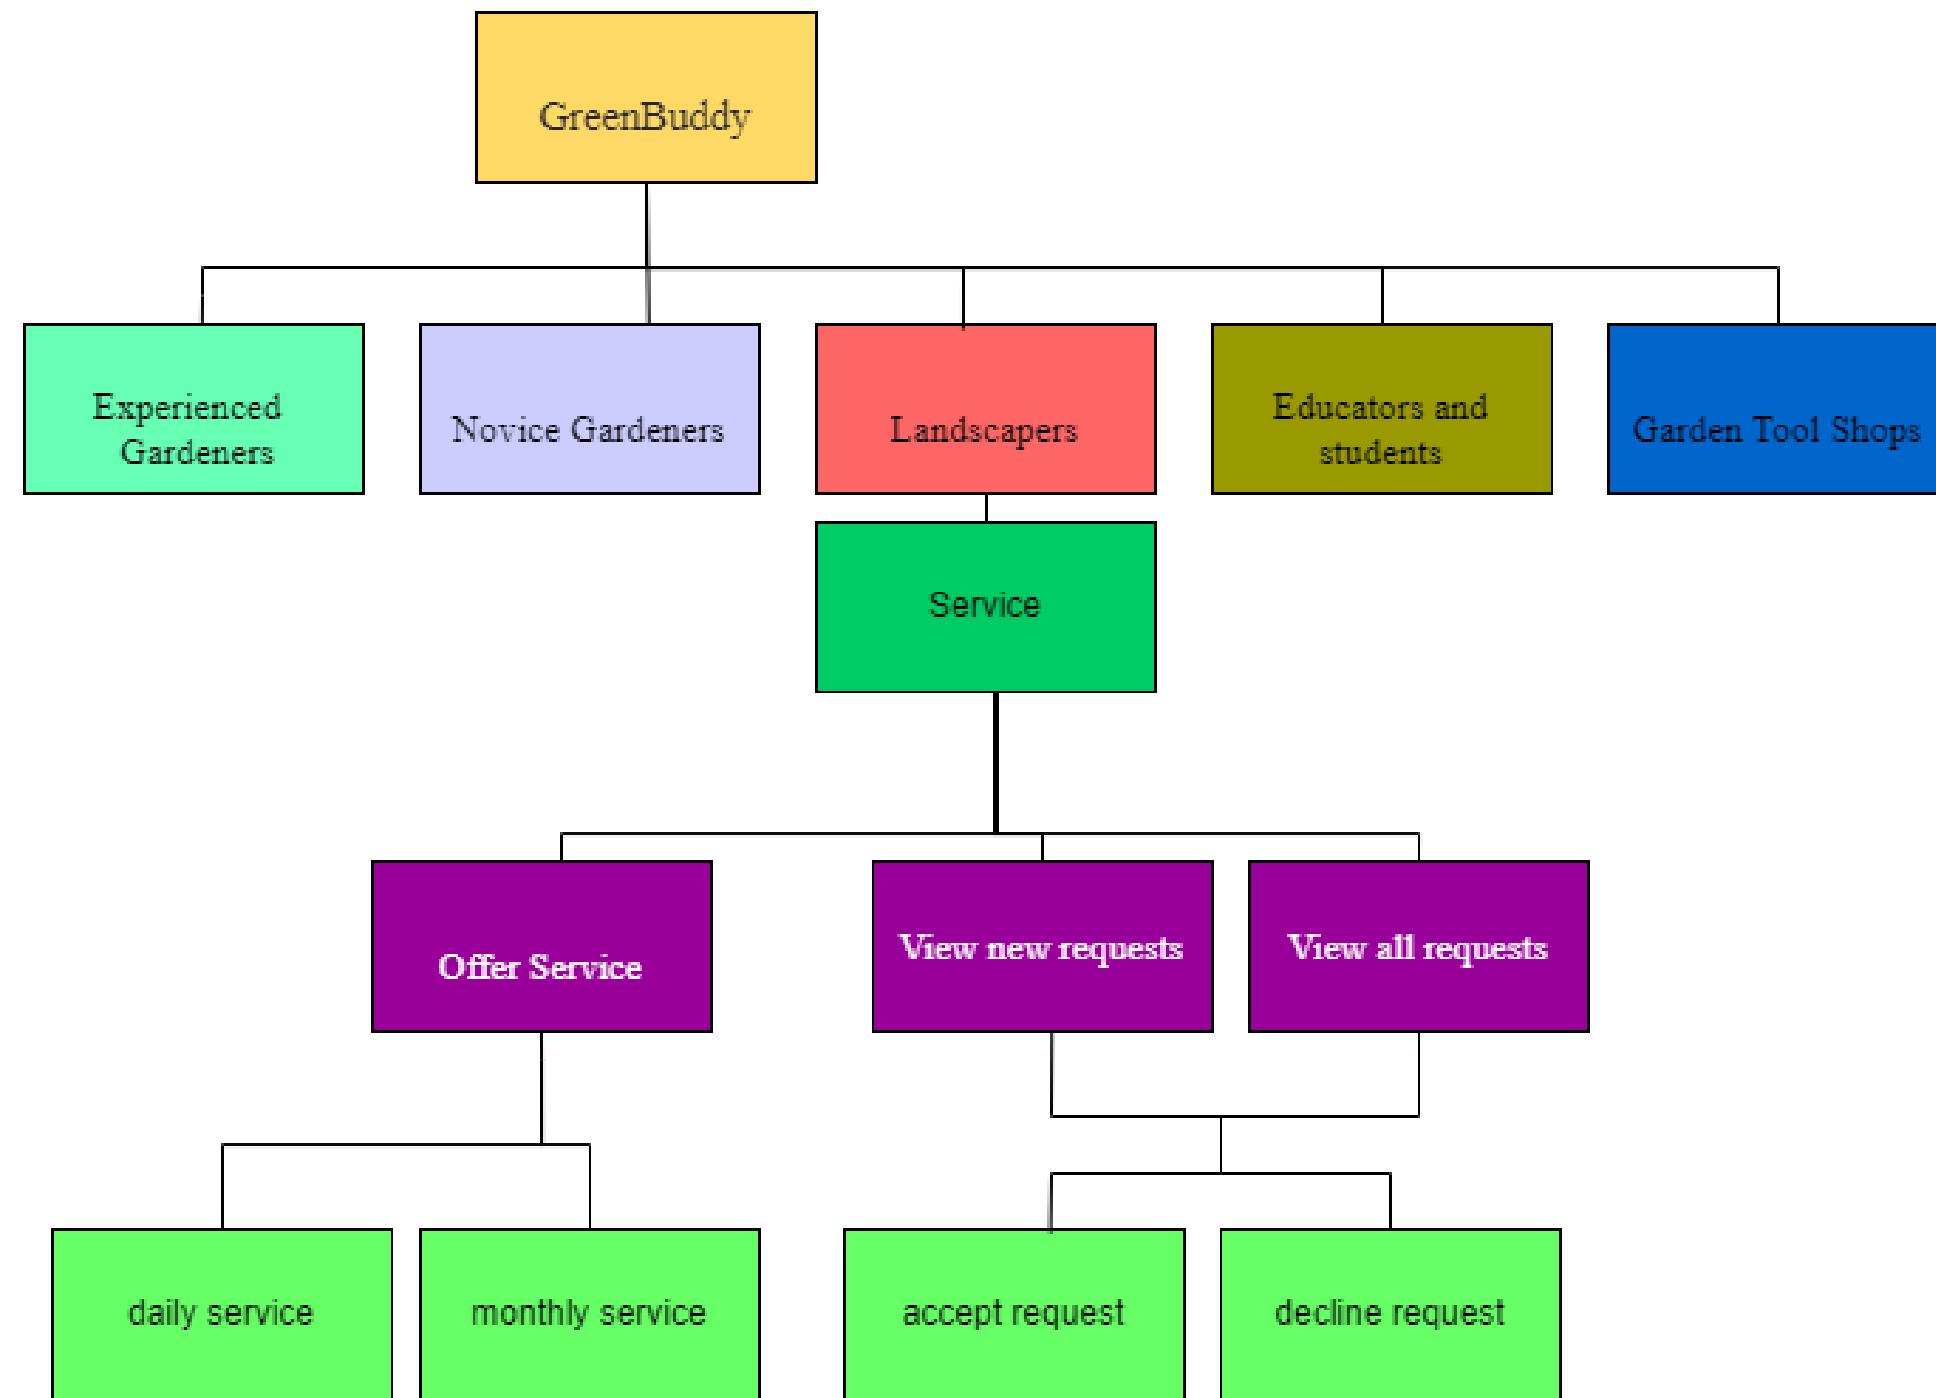 GreenBuddy
Experienced
Gardeners
Novice Gardeners
Landscapers
Educators and
students
Garden Tool Shops
Service
Offer Service
View new requests
View all requests
daily service
monthly service
accept request
decline request